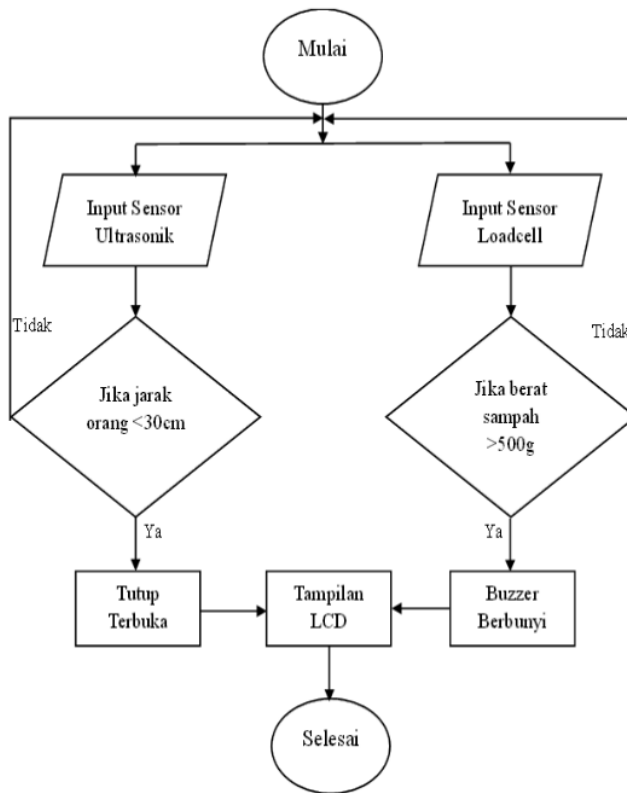 Mulai
Input Sensor
Ultrasonik
Input Sensor
Loadcell
Tidak
Tidak
Jika jarak
orang <30cm
Jika berat
sampah
>500g
Ya
Ya
Tutup
Terbuka
Tampilan
LCD
Buzzer
Berbunyi
Selesai